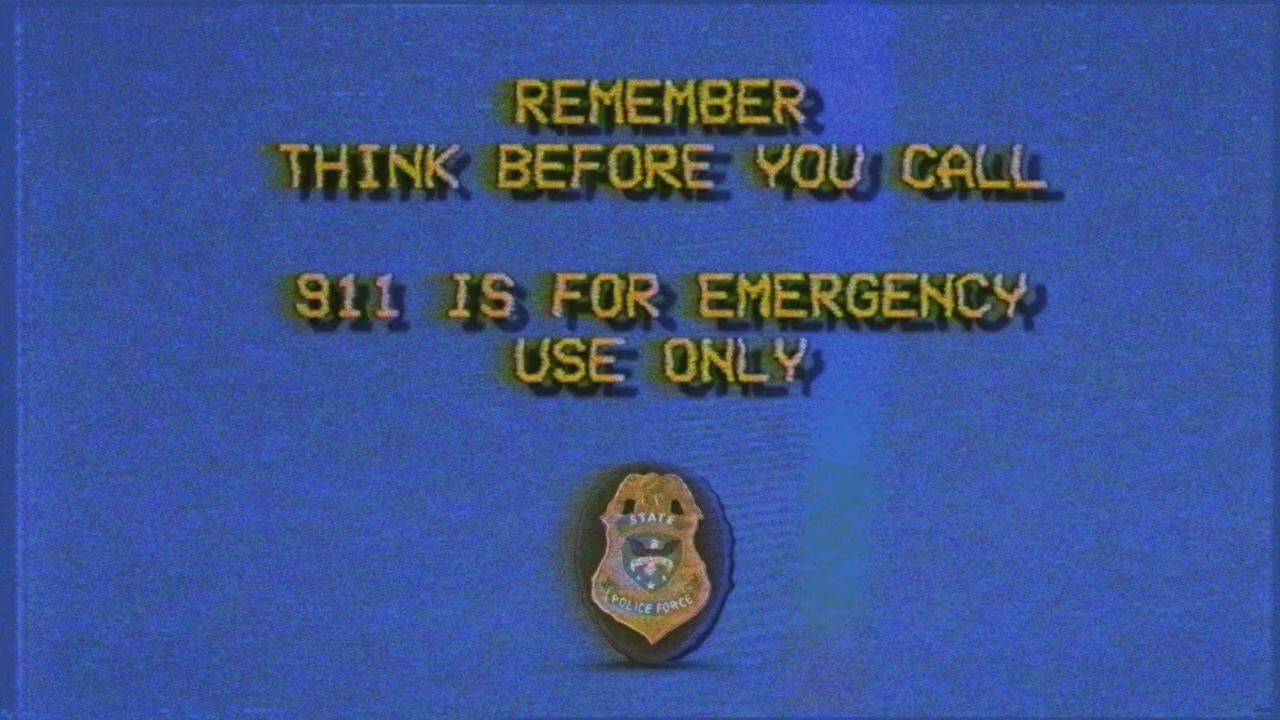 REMEMBER
THINK BEFORE YOU CALL
911 IS FOR EMERGENCY
USE ONLY
STATE
POLICE FORCE